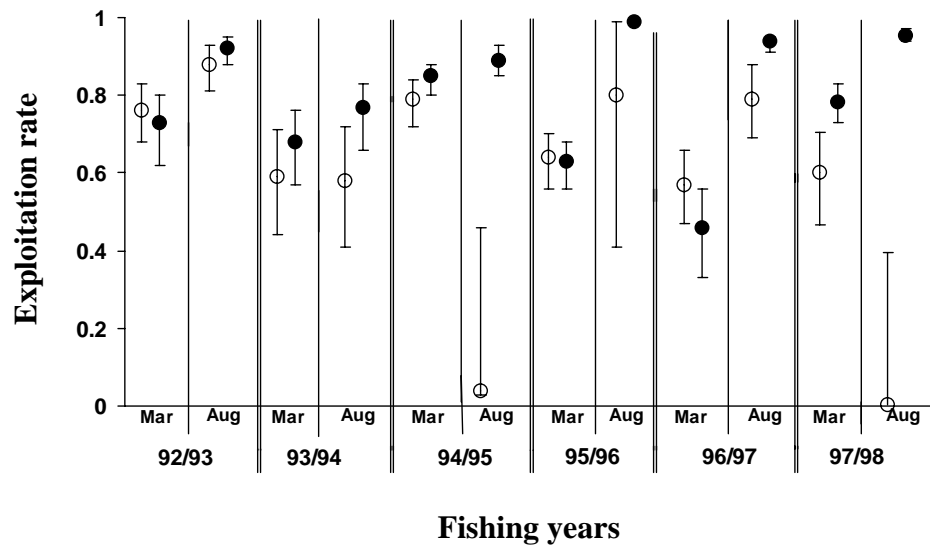 Exploitation rate
1
0.8
0.6
0.4
0.2
0
Mar Aug Mar Aug Mar Aug Mar Aug Mar Aug Mar Aug
92/93 93/94 94/95 95/96 96/97 97/98
Fishing years